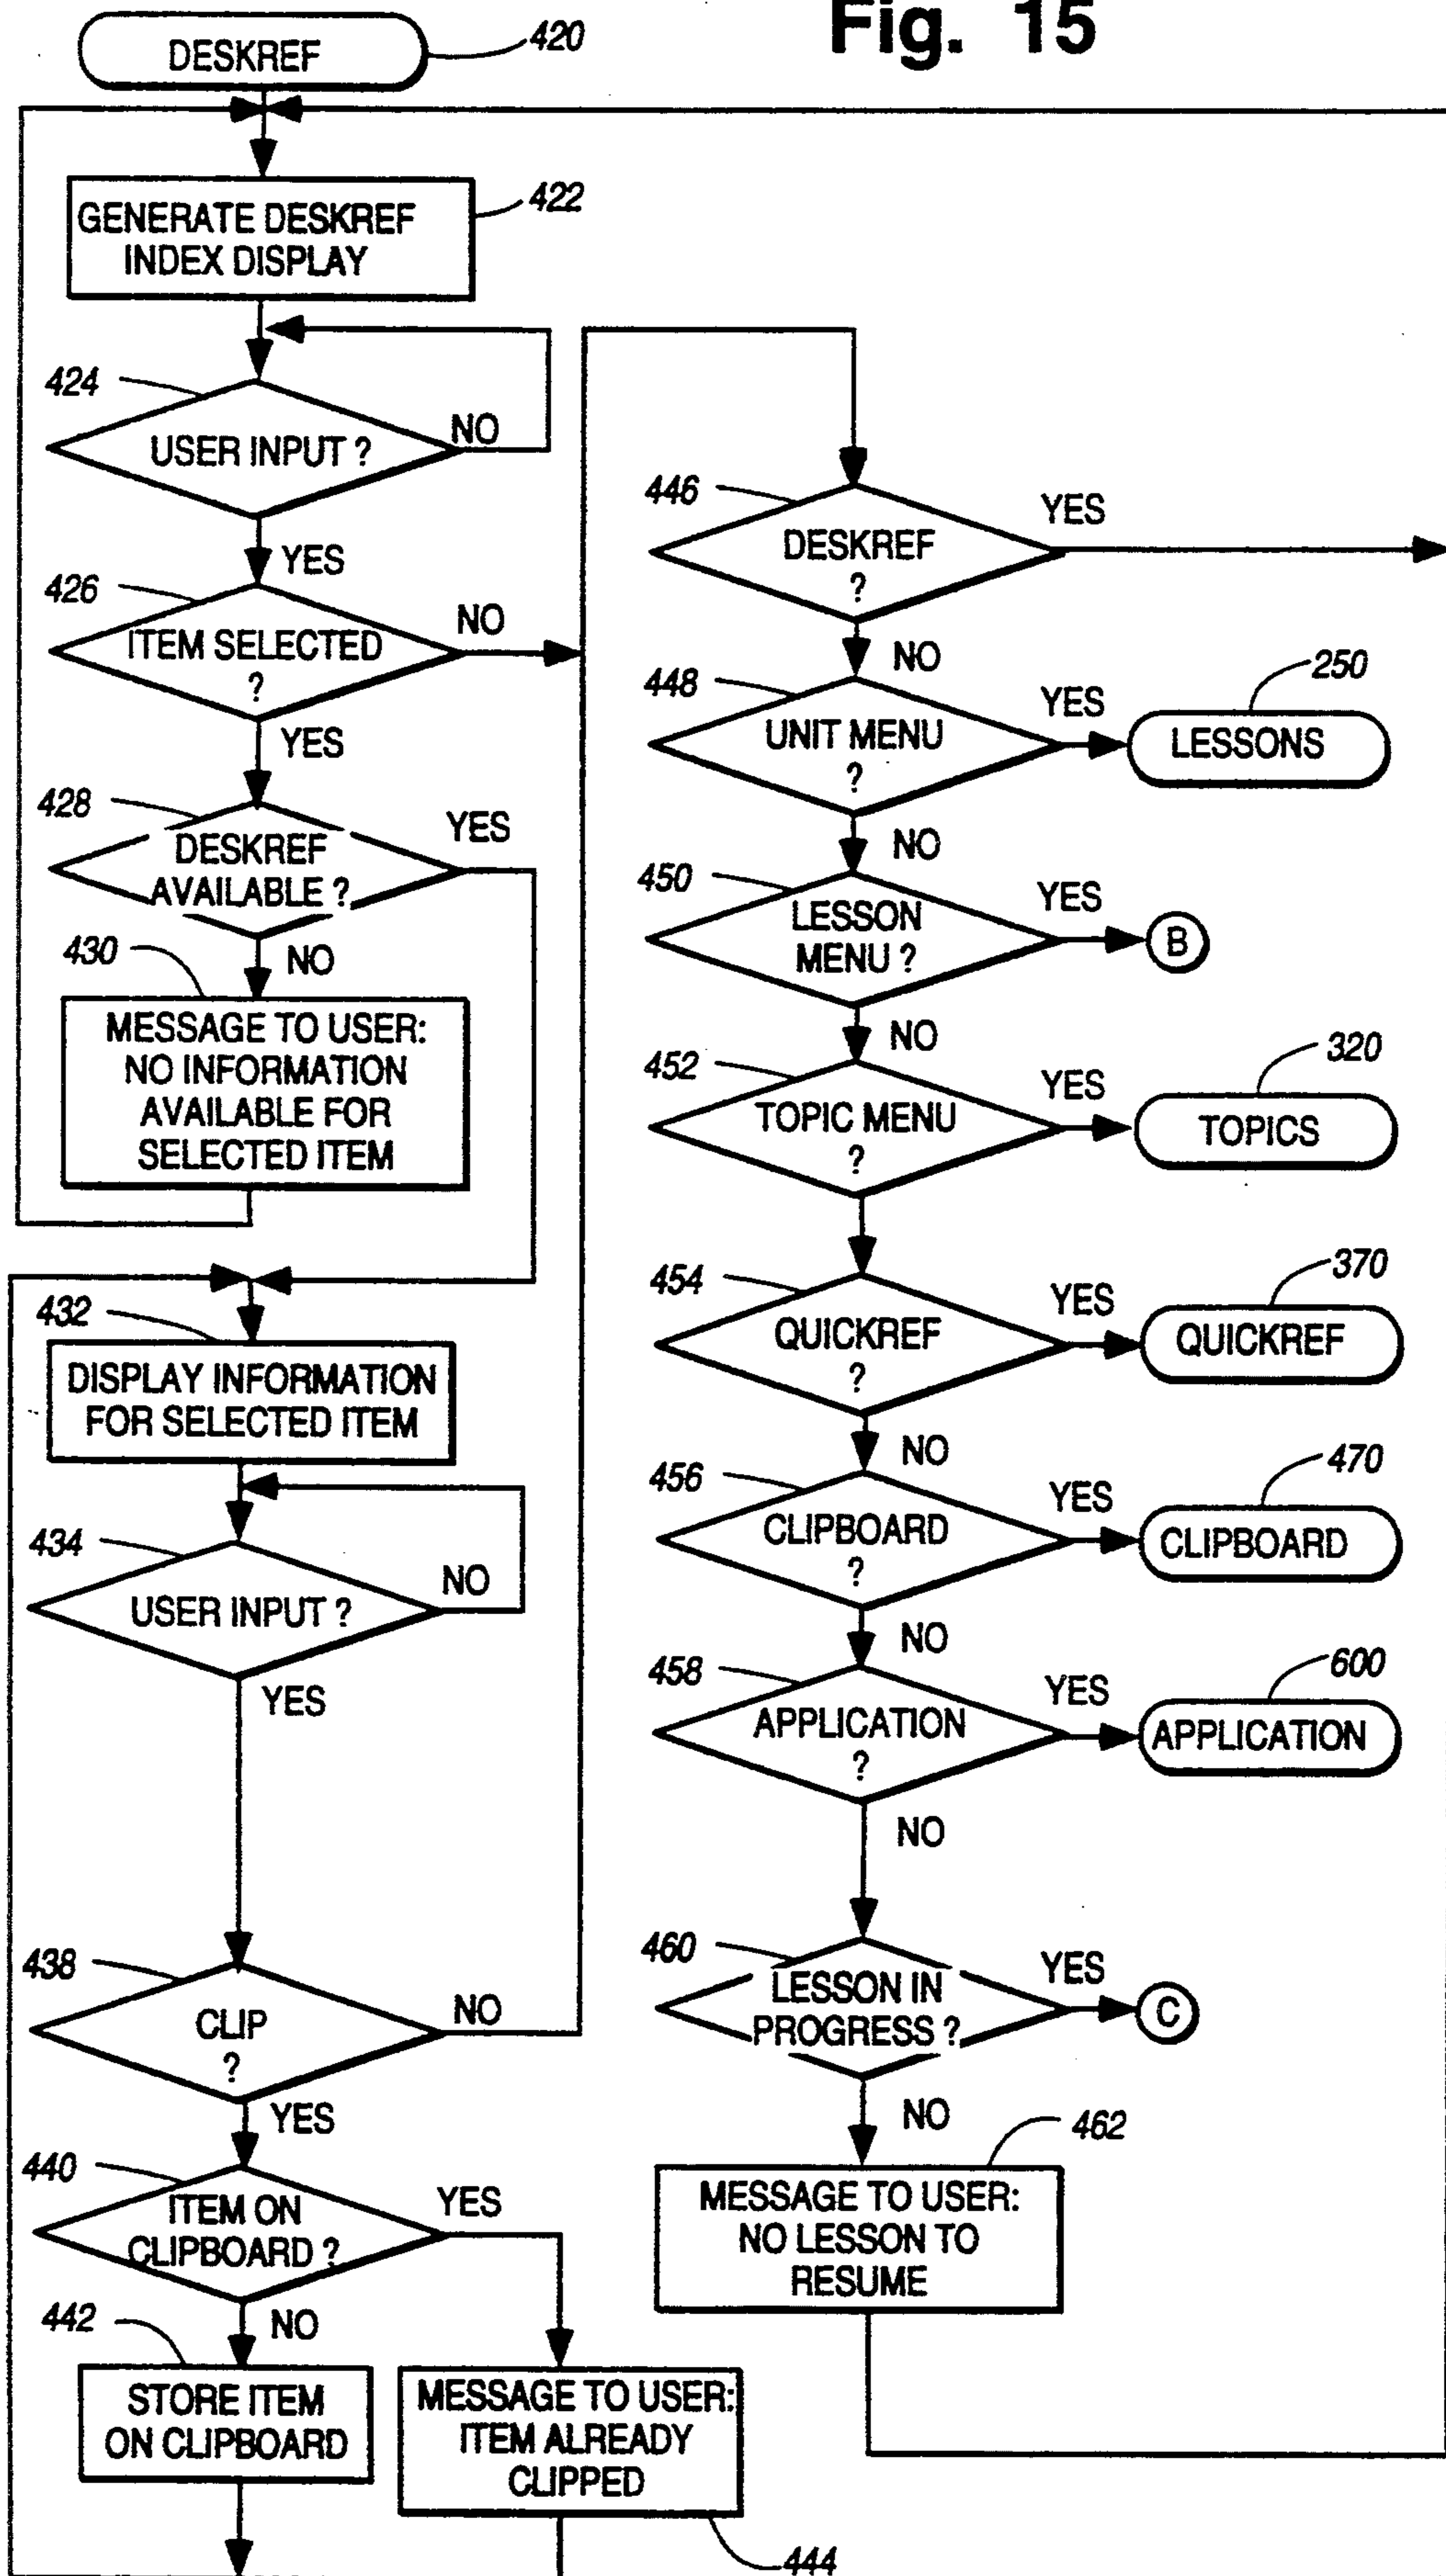 Fig. 15
DESKREF
420
GENERATE DESKREF
INDEX DISPLAY
422
424
USER INPUT ?
NO
YES
426
ITEM SELECTED
?
NO
YES
428
DESKREF
AVAILABLE ?
YES
NO
430
MESSAGE TO USER:
NO INFORMATION
AVAILABLE FOR
SELECTED ITEM
432
DISPLAY INFORMATION
FOR SELECTED ITEM
434
USER INPUT ?
NO
YES
438
CLIP
?
NO
YES
440
ITEM ON
CLIPBOARD ?
YES
NO
442
STORE ITEM
ON CLIPBOARD
MESSAGE TO USER:
ITEM ALREADY
CLIPPED
444
446
DESKREF
?
YES
NO
448
UNIT MENU
?
YES
250
LESSONS
NO
450
LESSON
MENU ?
YES
B
NO
452
TOPIC MENU
?
YES
320
TOPICS
454
QUICKREF
?
YES
370
QUICKREF
NO
456
CLIPBOARD
?
YES
470
CLIPBOARD
NO
458
APPLICATION
?
YES
600
APPLICATION
NO
460
LESSON IN
PROGRESS ?
YES
C
NO
462
MESSAGE TO USER:
NO LESSON TO
RESUME